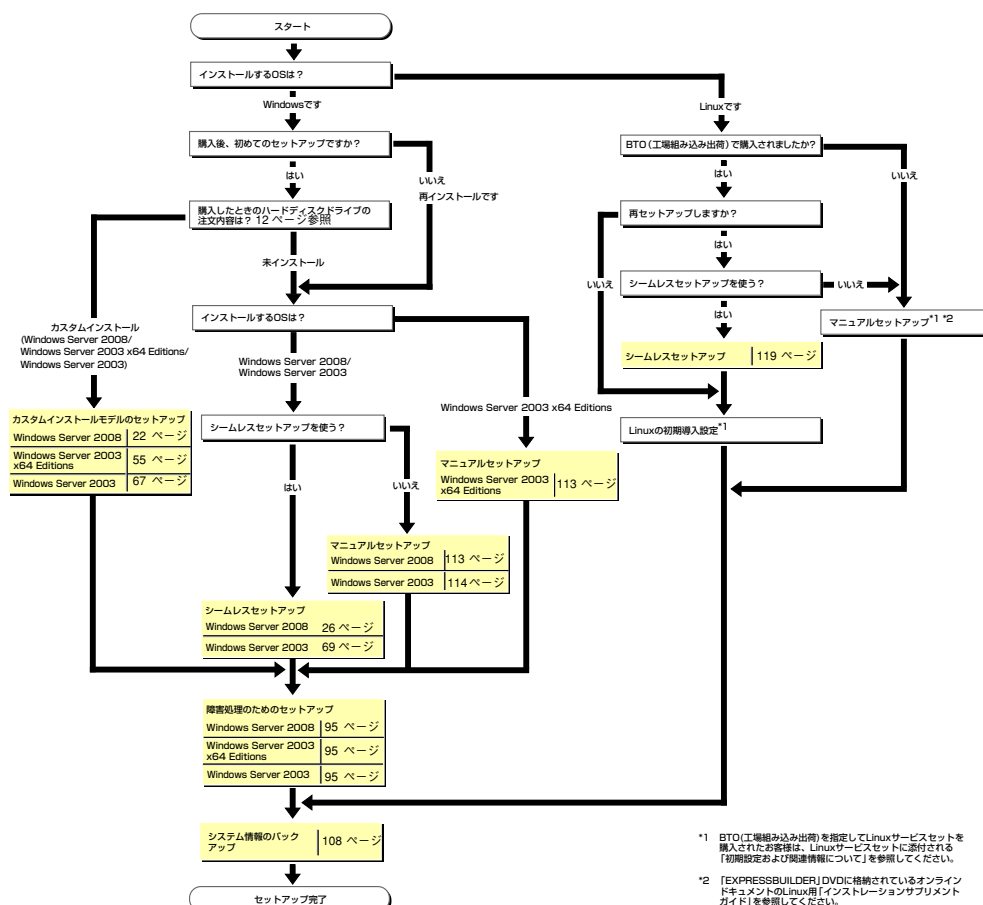 スタート
インストールするOSは？
Windowsです
Linuxです
購入後、初めてのセットアップですか？
はい
いいえ
再インストールです
購入したときのハードディスクドライブの
注文内容は？ 12 ページ参照
未インストール
カスタムインストール
(Windows Server 2008/
Windows Server 2003 x64 Editions/
Windows Server 2003)
インストールするOSは？
Windows Server 2008/
Windows Server 2003
Windows Server 2003 x64 Editions
カスタムインストールモデルのセットアップ
Windows Server 2008 22 ページ
Windows Server 2003
x64 Editions 55 ページ
Windows Server 2003 67 ページ
シームレスセットアップを使う？
はい
いいえ
マニュアルセットアップ
Windows Server 2003
x64 Editions 113 ページ
マニュアルセットアップ
Windows Server 2008 113 ページ
Windows Server 2003 114 ページ
シームレスセットアップ
Windows Server 2008 26 ページ
Windows Server 2003 69 ページ
障害処理のためのセットアップ
Windows Server 2008 95 ページ
Windows Server 2003
x64 Editions 95 ページ
Windows Server 2003 95 ページ
システム情報のバック
アップ 108 ページ
セットアップ完了
BTO（工場組み込み出荷）で購入されましたか？
はい
いいえ
再セットアップしますか？
はい
いいえ
シームレスセットアップを使う？
いいえ
はい
マニュアルセットアップ*1 *2
シームレスセットアップ 119 ページ
Linuxの初期導入設定*1
*1 BTO(工場組み込み出荷)を指定してLinuxサービスセットを
購入されたお客様は、Linuxサービスセットに添付される
「初期設定および関連情報について」を参照してください。
*2 「EXPRESSBUILDER」DVDに格納されているオンライン
ドキュメントのLinux用「インストレーションサプリメント
ガイド」を参照してください。